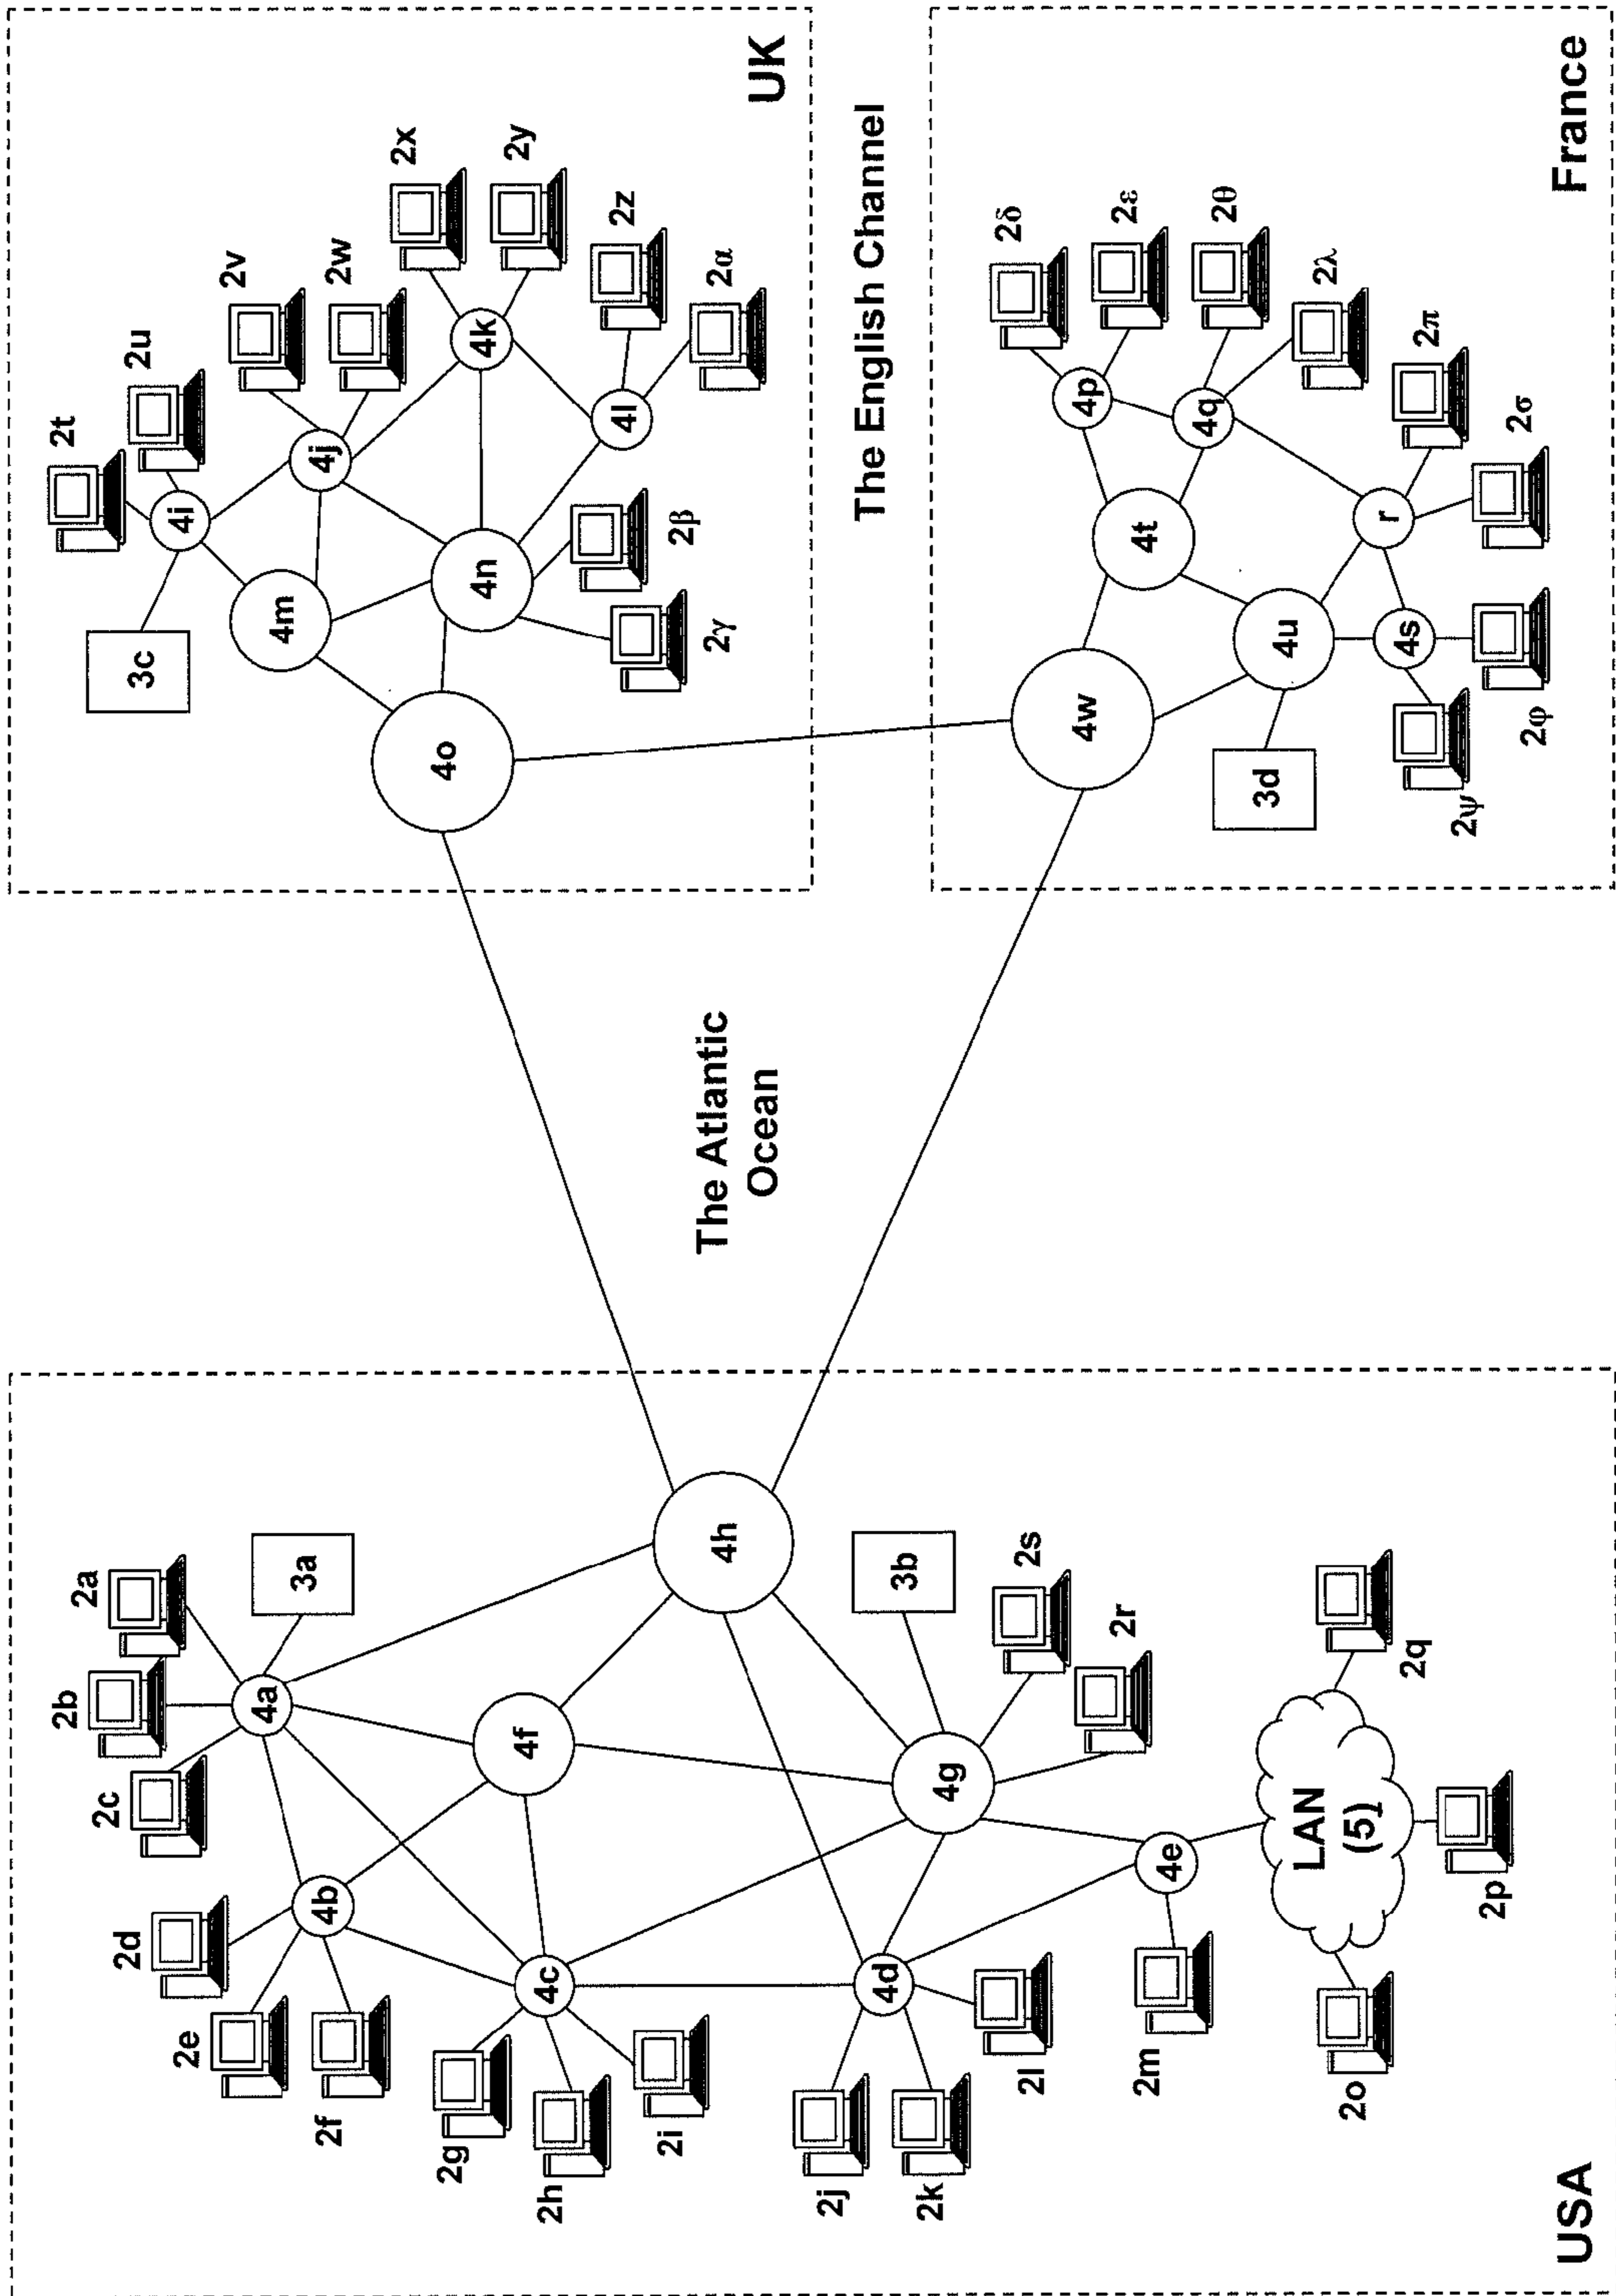 2a
2b
3a
2c
4a
2d
4b
2e
2f
4f
4h
4c
2g
2h
2i
3b
2s
4g
2r
4d
2j
2k
2l
4e
2m
LAN
(5)
2q
2o
2p
USA
The Atlantic
Ocean
2t
2u
4i
3c
2v
2w
4j
4m
2x
2y
4k
4n
4o
2z
2α
4l
2β
2γ
UK
The English Channel
2δ
2ε
4p
2θ
2λ
4q
4t
4w
2π
2σ
r
4u
4s
3d
2φ
2ψ
France